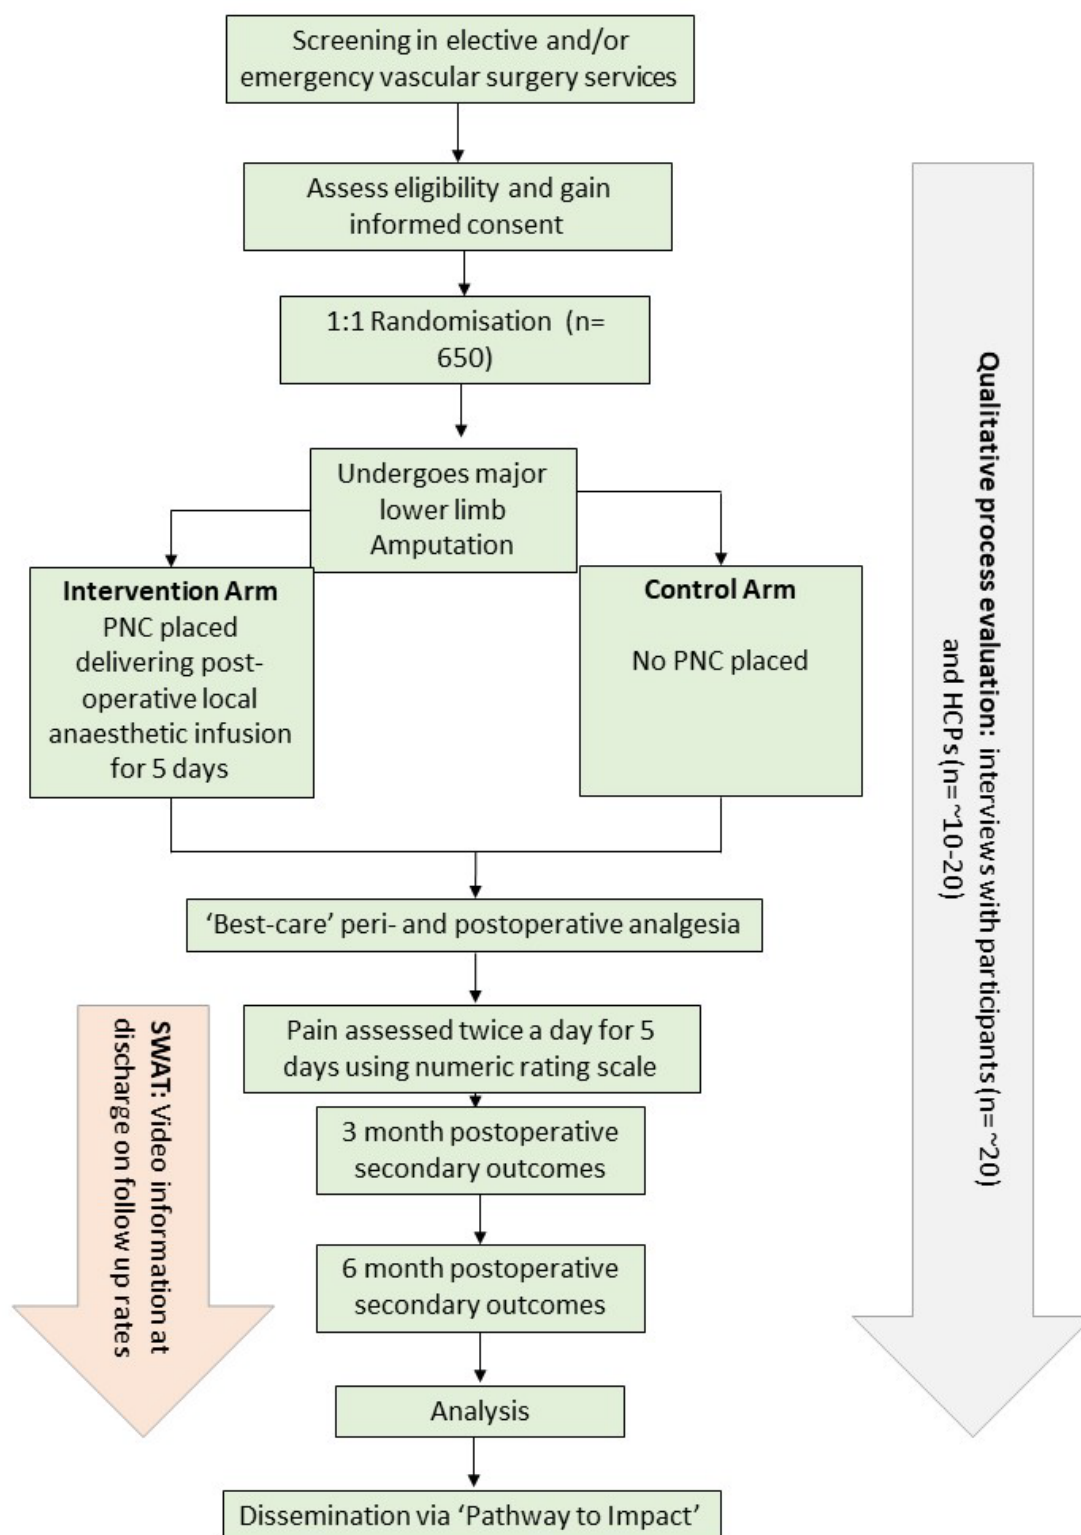 Screening in elective and/or
emergency vascular surgery services
Assess eligibility and gain
informed consent
1:1 Randomisation (n=
650)
Undergoes major
lower limb
Amputation
Intervention Arm
PNC placed
delivering post-
operative local
anaesthetic infusion
for 5 days
Control Arm
No PNC placed
‘Best-care’ peri- and postoperative analgesia
Pain assessed twice a day for 5
days using numeric rating scale
3 month postoperative
secondary outcomes
6 month postoperative
secondary outcomes
Analysis
Dissemination via ‘Pathway to Impact’
SWAT: Video information at
discharge on follow up rates
Qualitative process evaluation: interviews with participants (n= ~20)
and HCPs (n= ~10-20)